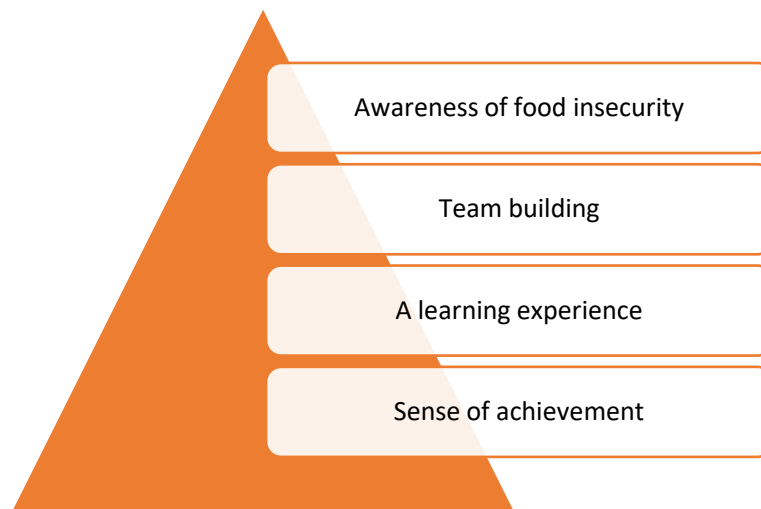 Awareness of food insecurity
Team building
A learning experience
Sense of achievement